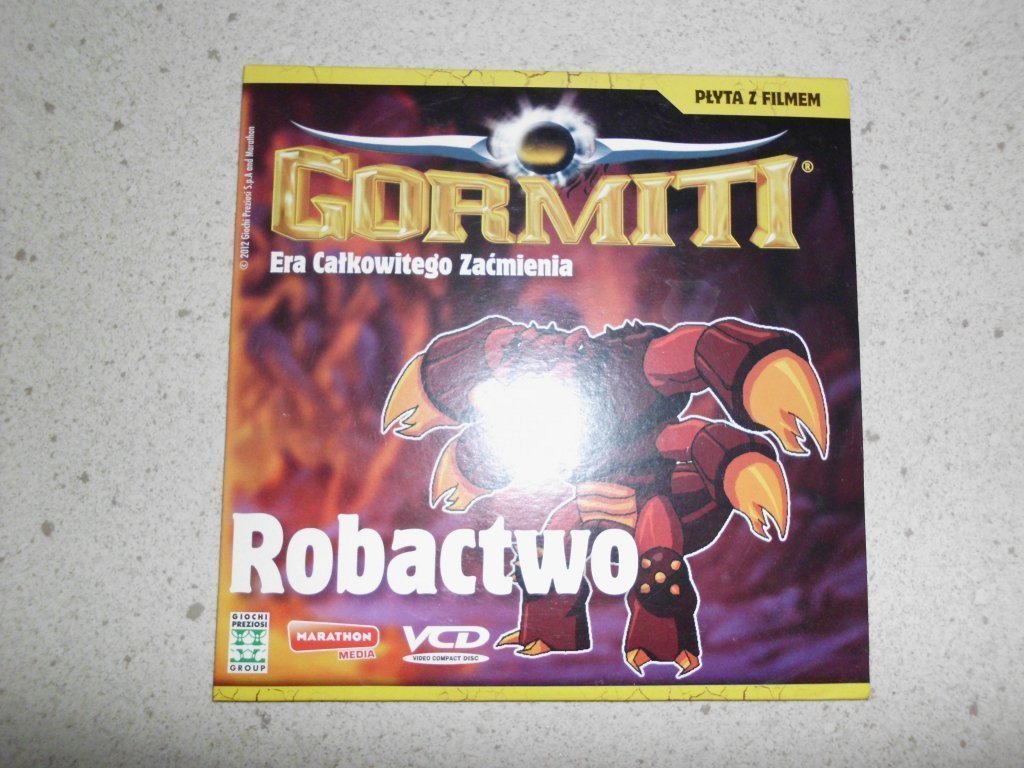 PŁYTA Z FILMEM
© 2012 Giochi Preziosi S.p.A and Marathon
GORMITI®
Era Całkowitego Zaćmienia
Robactwo
GIOCHI
PREZIOSI
GROUP
MARATHON
MEDIA
VCD
VIDEO COMPACT DISC